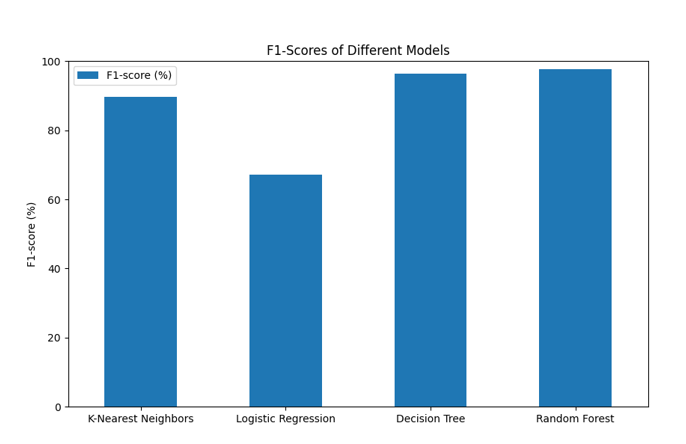 F1-Scores of Different Models
F1-score (%)
100
80
60
40
20
0
F1-score (%)
K-Nearest Neighbors
Logistic Regression
Decision Tree
Random Forest